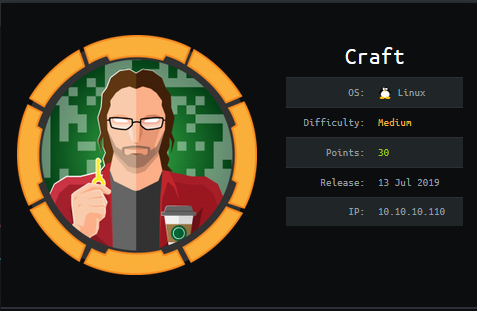 Craft
OS: Linux
Difficulty: Medium
Points: 30
Release: 13 Jul 2019
IP: 10.10.10.110